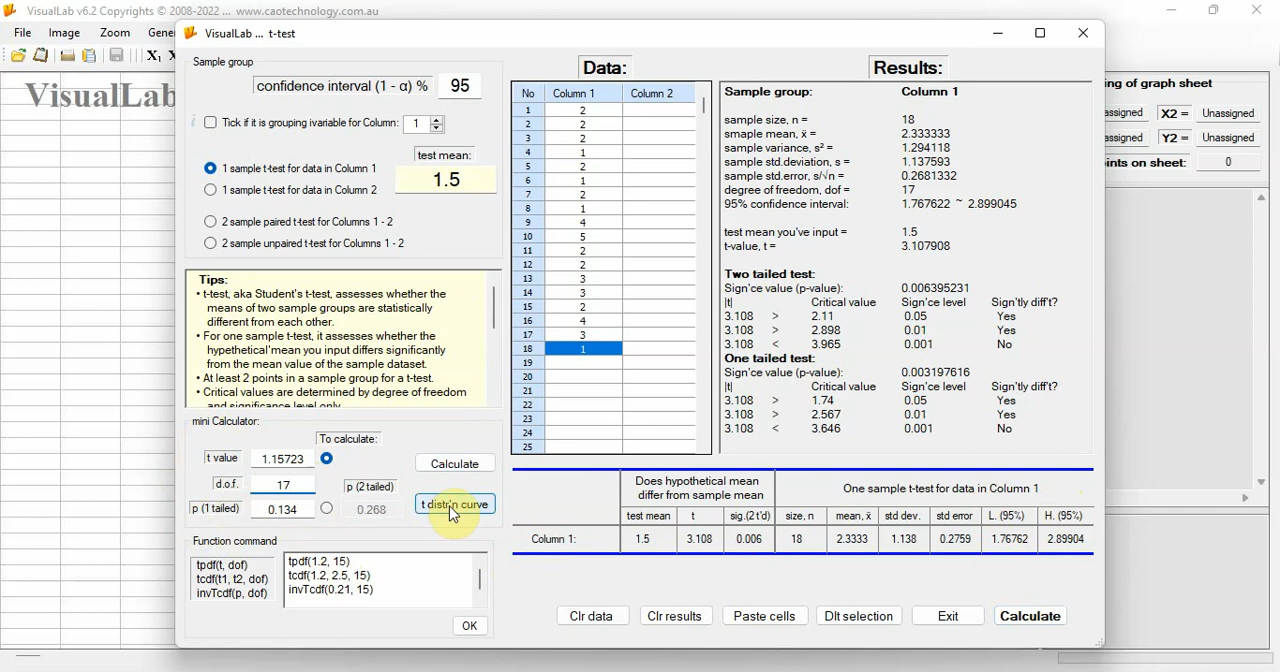 VisualLab v6.2 Copyrights © 2008-2022 ... www.caotechnology.com.au
File Image Zoom Gene
VisualLab ... t-test
X₁ X
VisualLab
Sample group
confidence interval (1 - α) % 95
Tick if it is grouping ivariable for Column: 1
1 sample t-test for data in Column 1
1 sample t-test for data in Column 2
test mean:
1.5
2 sample paired t-test for Columns 1 - 2
2 sample unpaired t-test for Columns 1 - 2
Tips:
• t-test, aka Student's t-test, assesses whether the
means of two sample groups are statistically
different from each other.
• For one sample t-test, it assesses whether the
hypethetical'mean you input differs significantly
from the mean value of the sample dataset.
• At least 2 points in a sample group for a t-test.
• Critical values are determined by degree of freedom
and significance level only
mini Calculator:
To calculate:
t value 1.15723
Calculate
d.o.f. 17
p (2 tailed)
p (1 tailed) 0.134 0.268
t distr'n curve
Function command
tpdf(t, dof)
tcdf(t1, t2, dof)
invTcdf(p, dof)
tpdf(1.2, 15)
tcdf(1.2, 2.5, 15)
invTcdf(0.21, 15)
OK
Data:
No Column 1 Column 2
1 2
2 2
3 2
4 1
5 2
6 1
7 2
8 1
9 4
10 5
11 2
12 2
13 3
14 3
15 2
16 4
17 3
18 1
19
20
21
22
23
24
25
Results:
Sample group: Column 1
sample size, n = 18
smaple mean, x̄ = 2.333333
sample variance, s² = 1.294118
sample std.deviation, s = 1.137593
sample std.error, s/√n = 0.2681332
degree of freedom, dof = 17
95% confidence interval: 1.767622 ~ 2.899045
test mean you've input = 1.5
t-value, t = 3.107908
Two tailed test:
Sign'ce value (p-value): 0.006395231
|t| Critical value Sign'ce level Sign'tly diff't?
3.108 > 2.11 0.05 Yes
3.108 > 2.898 0.01 Yes
3.108 < 3.965 0.001 No
One tailed test:
Sign'ce value (p-value): 0.003197616
|t| Critical value Sign'ce level Sign'tly diff't?
3.108 > 1.74 0.05 Yes
3.108 > 2.567 0.01 Yes
3.108 < 3.646 0.001 No
Does hypothetical mean
differ from sample mean
One sample t-test for data in Column 1
test mean t sig.(2 t'd) size, n mean, x̄ std dev. std error L. (95%) H. (95%)
Column 1: 1.5 3.108 0.006 18 2.3333 1.138 0.2759 1.76762 2.89904
Clr data Clr results Paste cells Dlt selection Exit Calculate
ing of graph sheet
assigned X2 = Unassigned
assigned Y2 = Unassigned
ints on sheet: 0